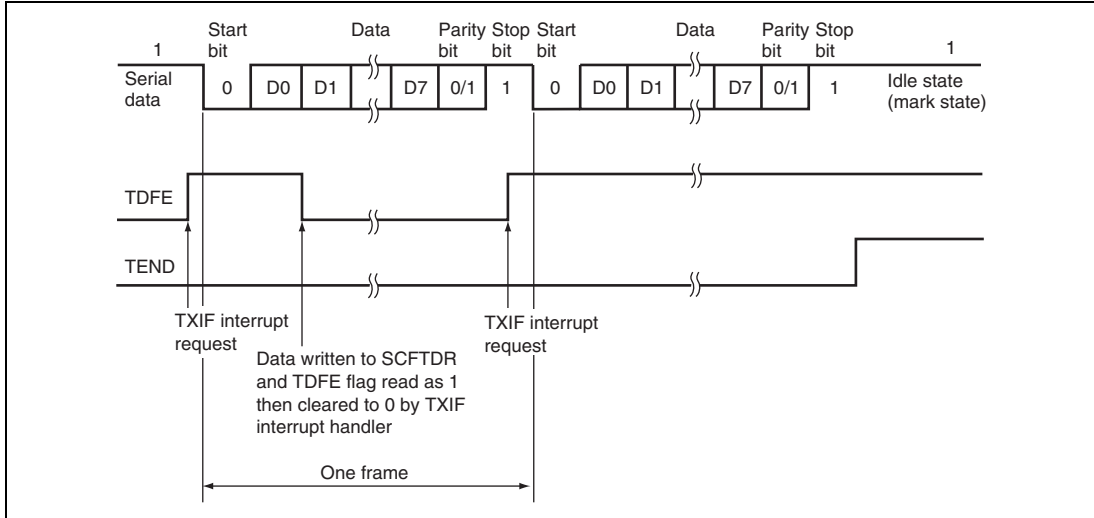 Start Data Parity Stop Start Data Parity Stop
1 bit bit bit bit bit bit 1
Serial data 0 D0 D1 D7 0/1 1 0 D0 D1 D7 0/1 1 Idle state (mark state)
TDFE
TEND
TXIF interrupt request
TXIF interrupt request
Data written to SCFTDR
and TDFE flag read as 1
then cleared to 0 by TXIF
interrupt handler
One frame